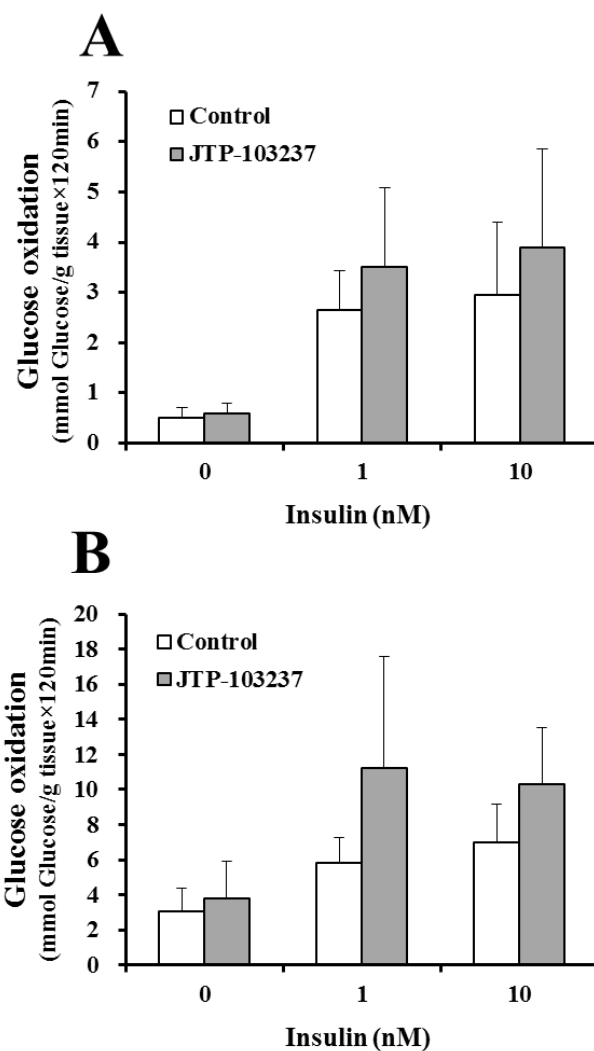 A
7
6
5
4
3
2
1
0
Glucose oxidation
(mmol Glucose/g tissue×120min)
Control
JTP-103237
0 1 10
Insulin (nM)
B
20
18
16
14
12
10
8
6
4
2
0
Glucose oxidation
(mmol Glucose/g tissue×120min)
Control
JTP-103237
0 1 10
Insulin (nM)